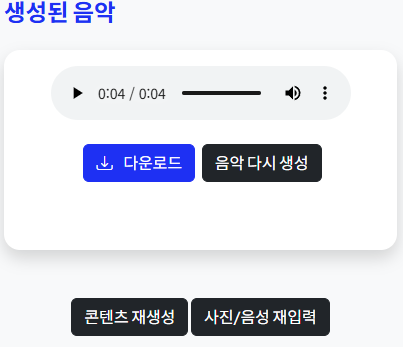 생성된 음악
0:04 / 0:04
다운로드
음악 다시 생성
콘텐츠 재생성
사진/음성 재입력